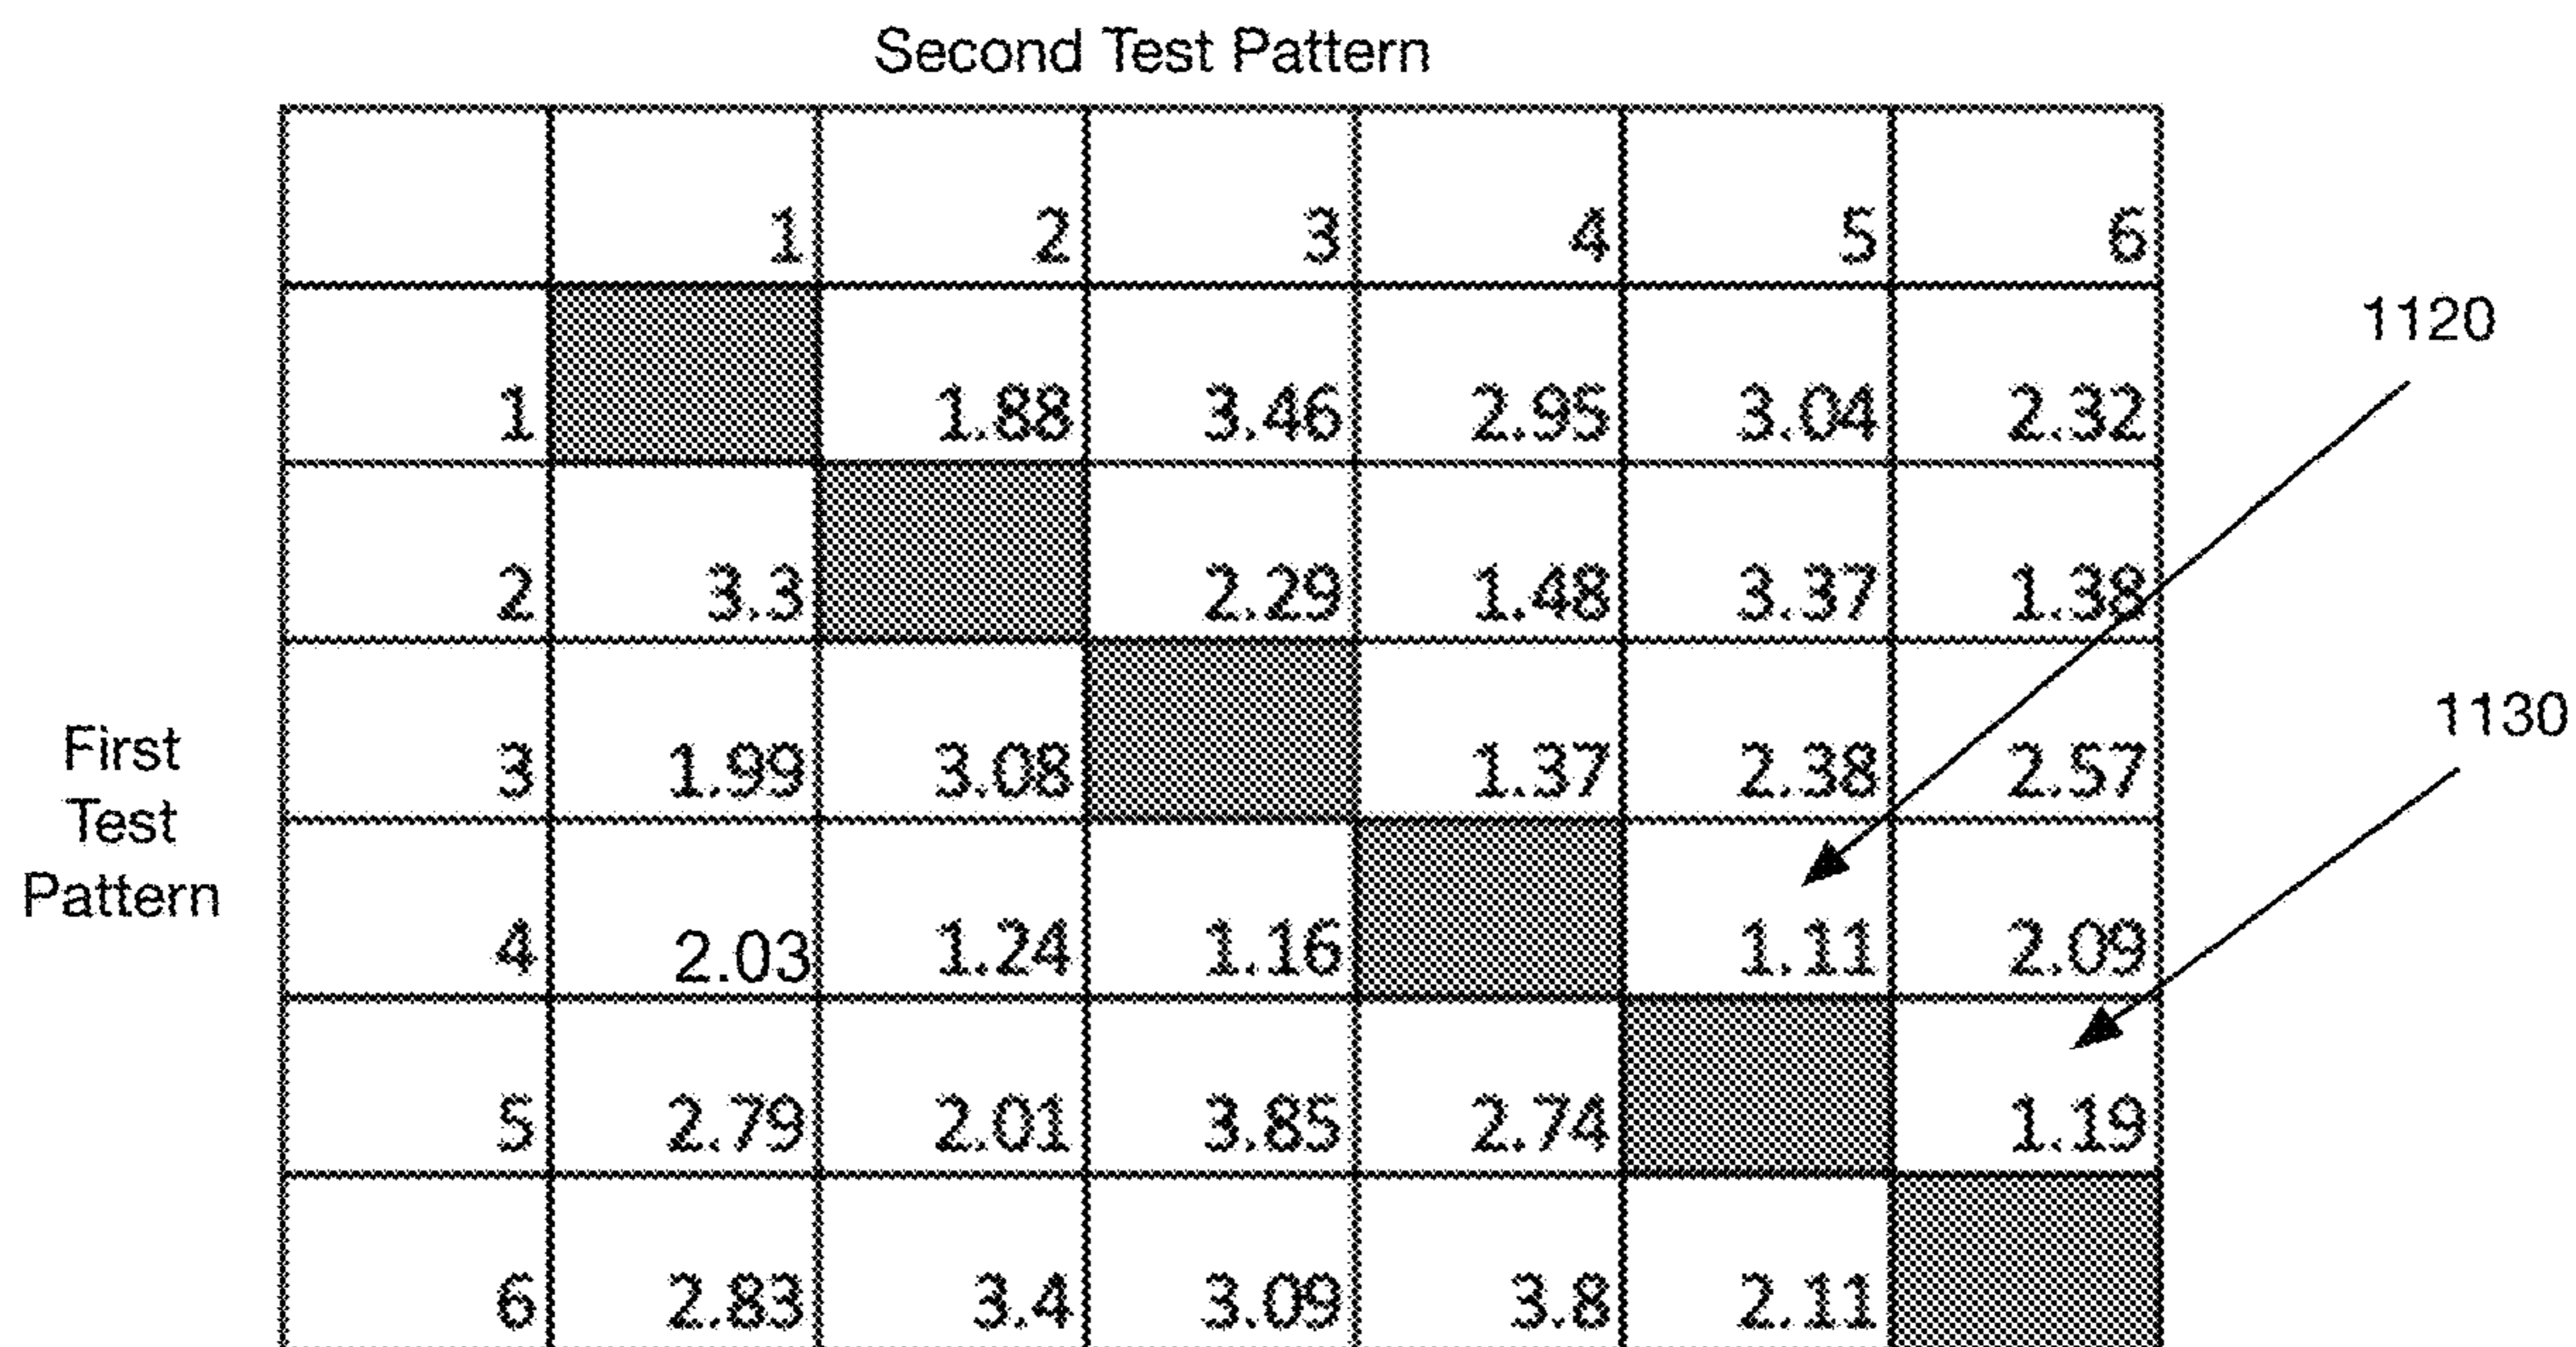 Second Test Pattern
1 2 3 4 5 6
1120
1 1.88 3.46 2.95 3.04 2.32
2 3.3 2.29 1.48 3.37 1.38
1130
First
Test
Pattern
3 1.99 3.08 1.37 2.38 2.57
4 2.03 1.24 1.16 1.11 2.09
5 2.79 2.01 3.85 2.74 1.19
6 2.83 3.4 3.09 3.8 2.11